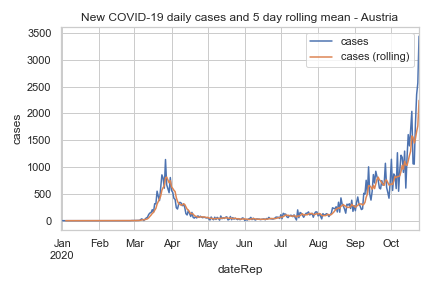 New COVID-19 daily cases and 5 day rolling mean - Austria
cases
cases (rolling)
3500
3000
2500
2000
1500
1000
500
0
cases
Jan Feb Mar Apr May Jun Jul Aug Sep Oct
2020
dateRep